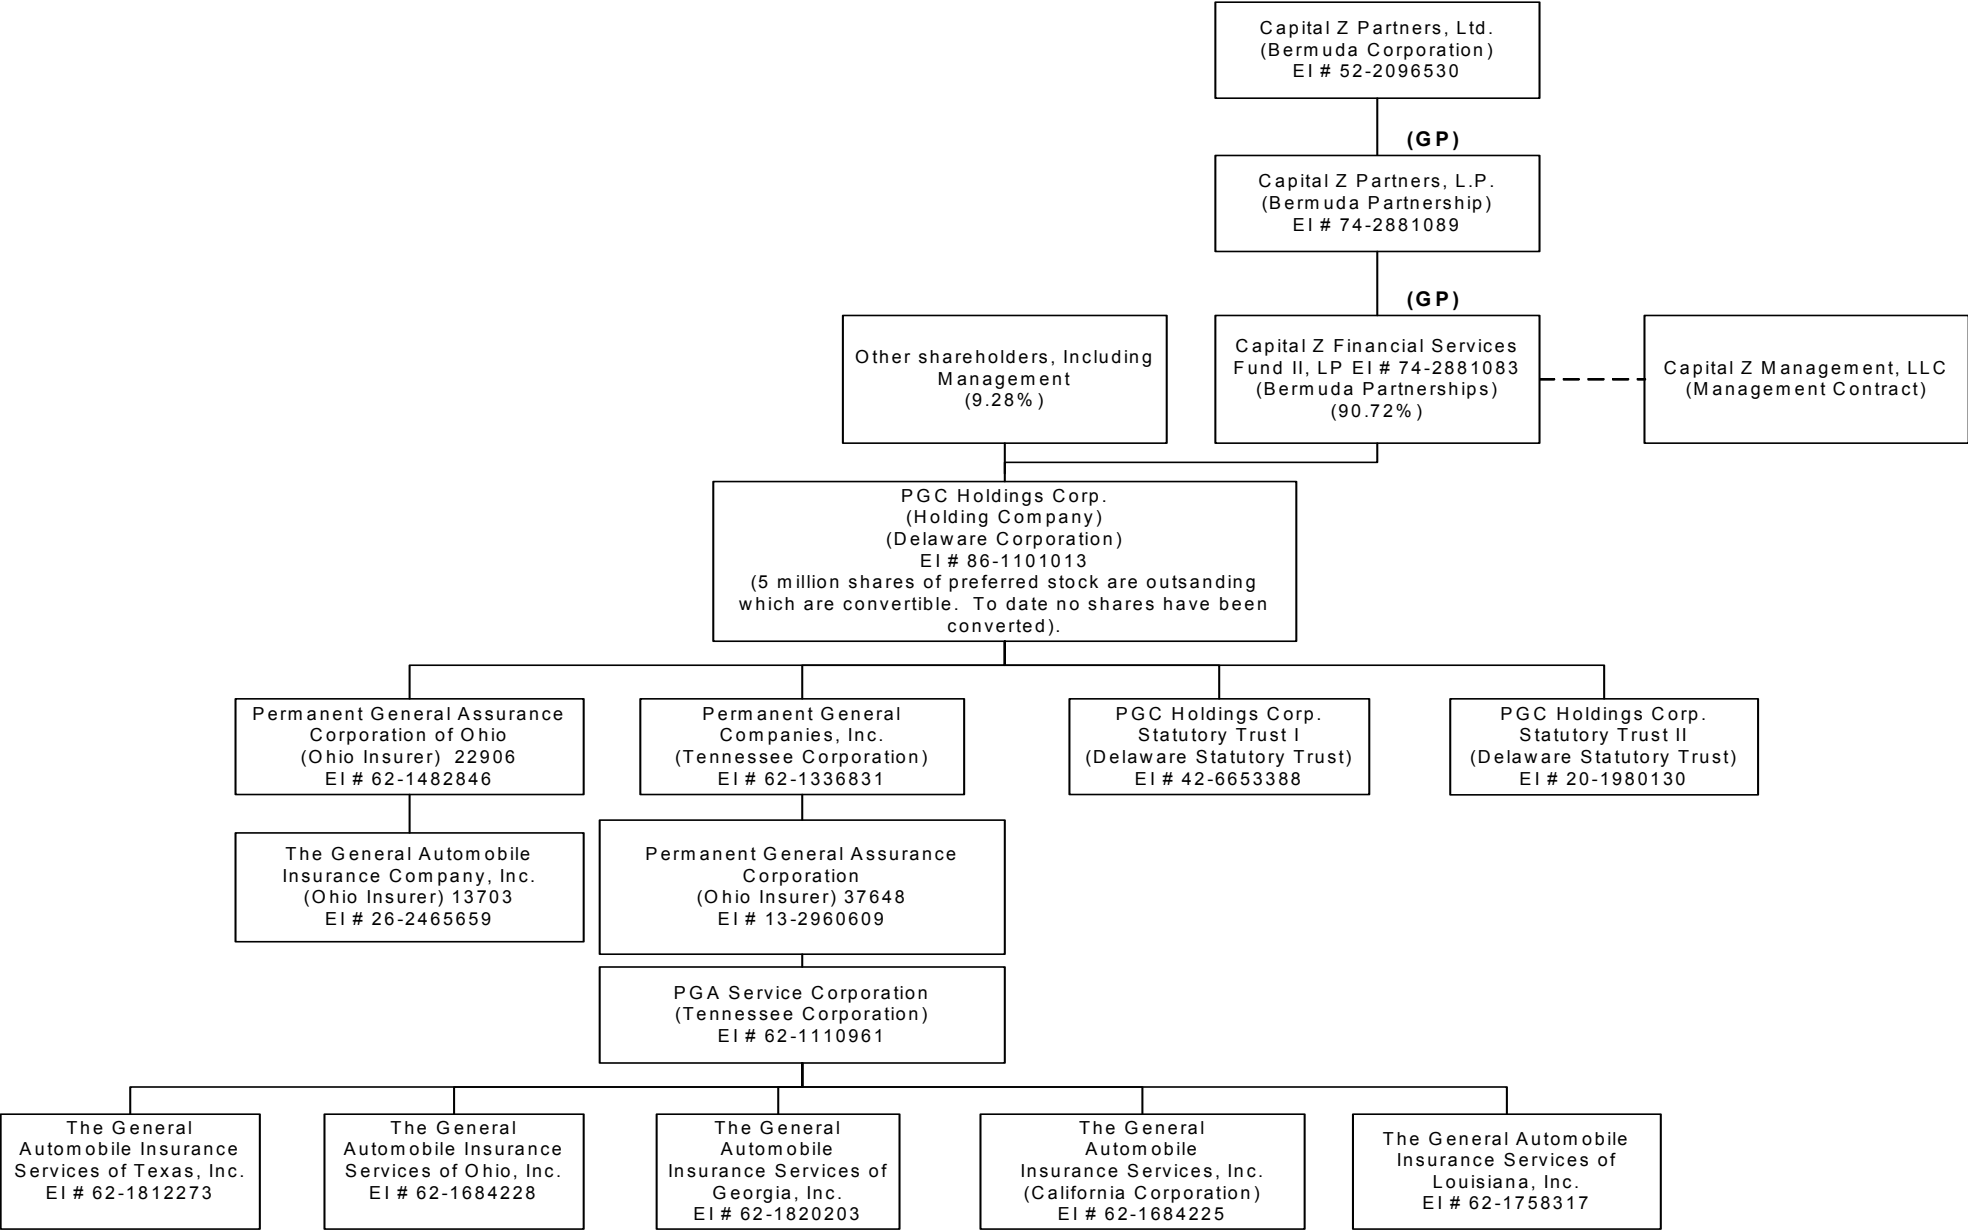 Capital Z Partners, Ltd.
(Bermuda Corporation)
EI # 52-2096530
(GP)
Capital Z Partners, L.P.
(Bermuda Partnership)
EI # 74-2881089
(GP)
Other shareholders, Including
Management
(9.28%)
Capital Z Financial Services
Fund II, LP EI # 74-2881083
(Bermuda Partnerships)
(90.72%)
Capital Z Management, LLC
(Management Contract)
PGC Holdings Corp.
(Holding Company)
(Delaware Corporation)
EI # 86-1101013
(5 million shares of preferred stock are outsanding
which are convertible.  To date no shares have been
converted).
Permanent General Assurance
Corporation of Ohio
(Ohio Insurer)  22906
EI # 62-1482846
Permanent General
Companies, Inc.
(Tennessee Corporation)
EI # 62-1336831
PGC Holdings Corp.
Statutory Trust I
(Delaware Statutory Trust)
EI # 42-6653388
PGC Holdings Corp.
Statutory Trust II
(Delaware Statutory Trust)
EI # 20-1980130
The General Automobile
Insurance Company, Inc.
(Ohio Insurer) 13703
EI # 26-2465659
Permanent General Assurance
Corporation
(Ohio Insurer) 37648
EI # 13-2960609
PGA Service Corporation
(Tennessee Corporation)
EI # 62-1110961
The General
Automobile Insurance
Services of Texas, Inc.
EI # 62-1812273
The General
Automobile Insurance
Services of Ohio, Inc.
EI # 62-1684228
The General
Automobile
Insurance Services of
Georgia, Inc.
EI # 62-1820203
The General
Automobile
Insurance Services, Inc.
(California Corporation)
EI # 62-1684225
The General Automobile
Insurance Services of
Louisiana, Inc.
EI # 62-1758317